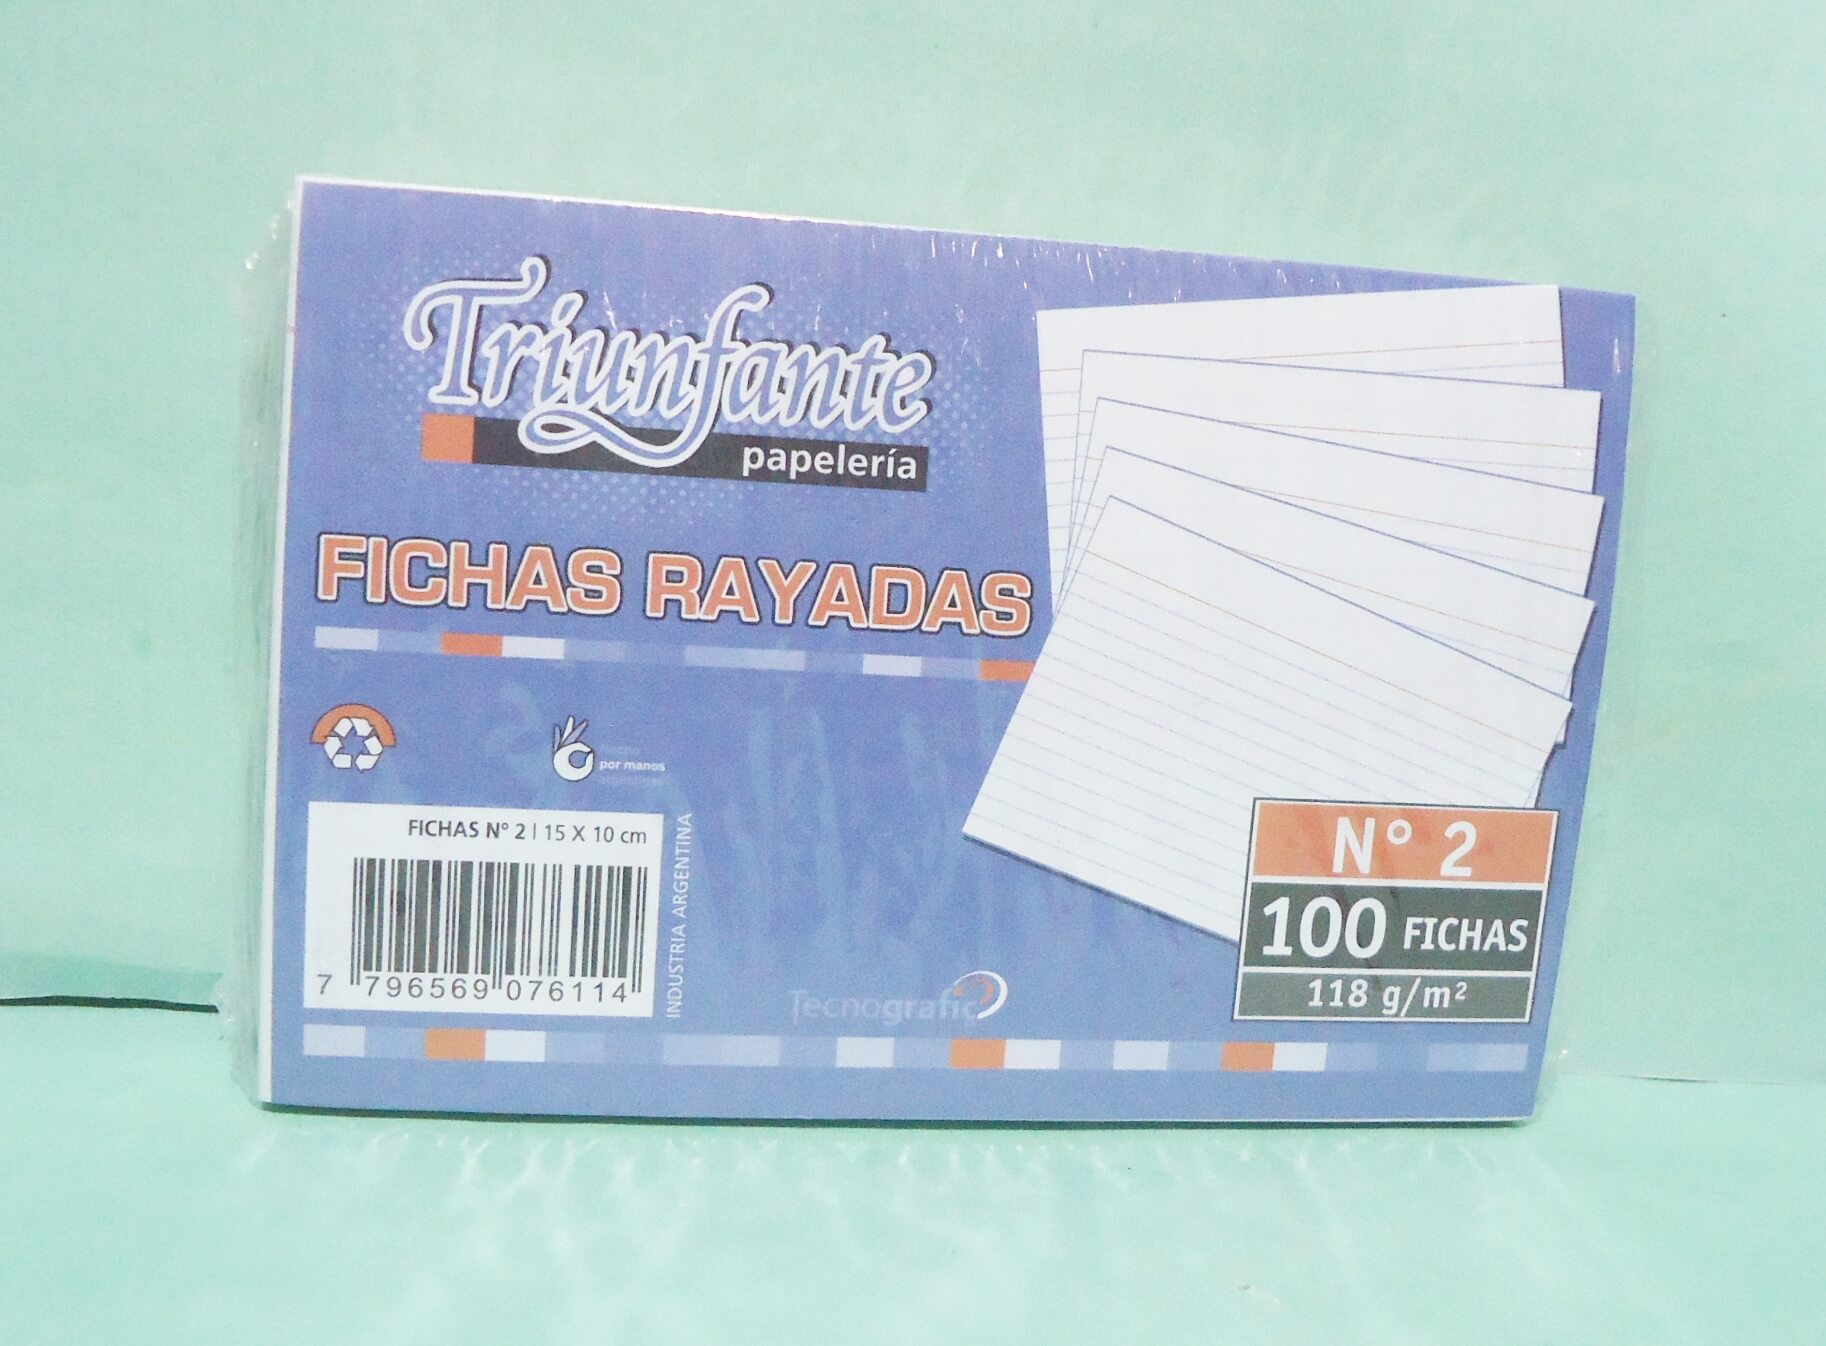 Triunfante
papelería
FICHAS RAYADAS
por manos
FICHAS N° 2 | 15 X 10 cm
7 796569 076114
INDUSTRIA ARGENTINA
Tecnografic
N° 2
100 FICHAS
118 g/m²